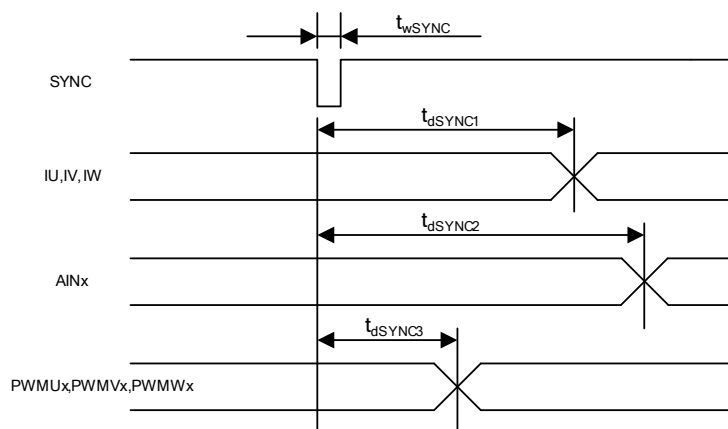 twSYNC
SYNC
tdSYNC1
IU,IV,IW
tdSYNC2
AINx
tdSYNC3
PWMUx,PWMVx,PWMWx